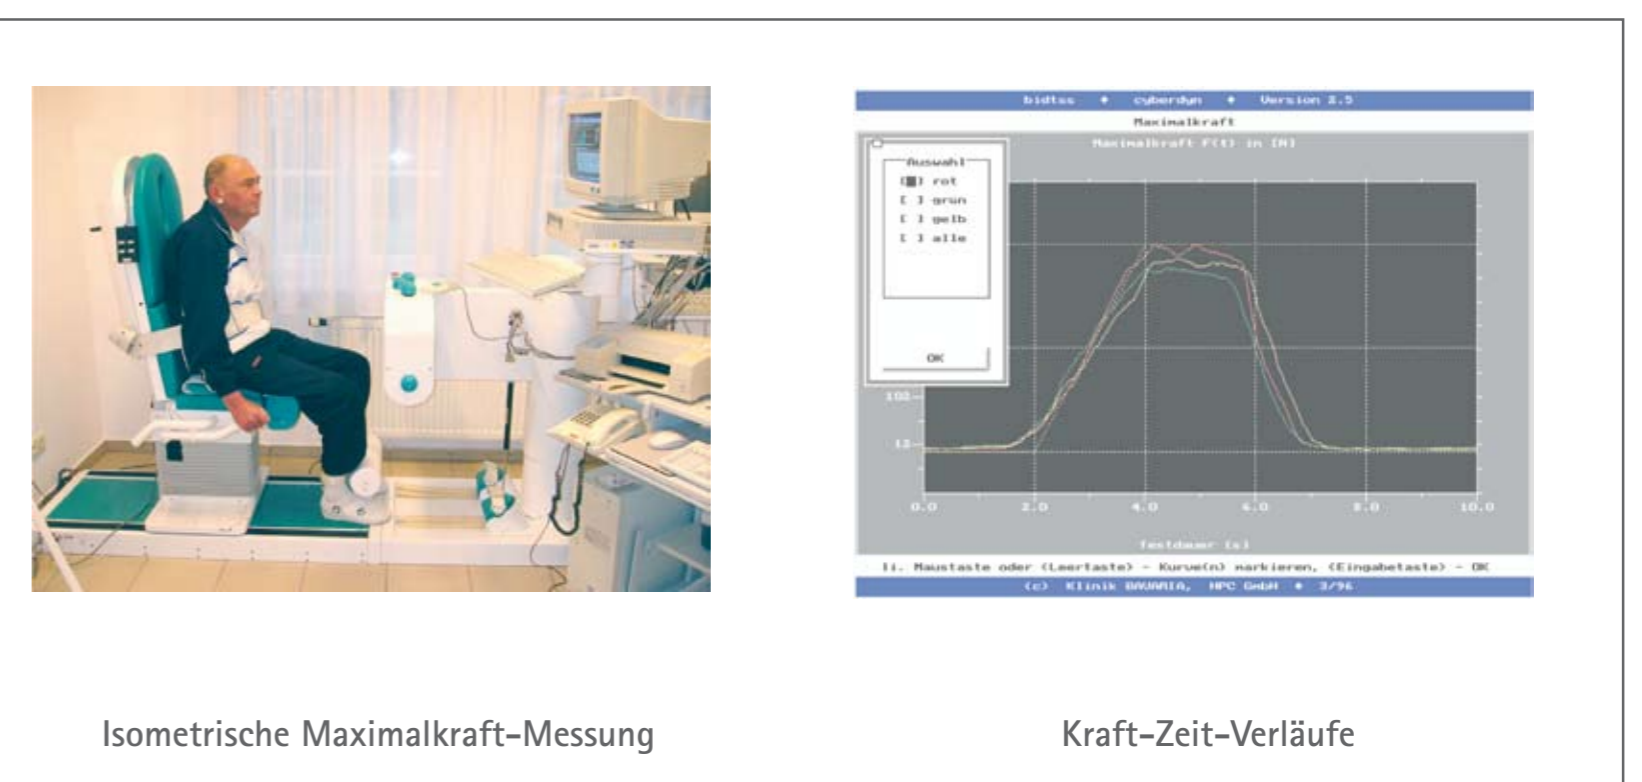 bidtss ♦ cyberdyn ♦ Version 2.5
Maximalkraft
Maximalkraft F(t) in [N]
Auswahl
[■] rot
[ ] grün
[ ] gelb
[ ] alle
OK
0.0 2.0 4.0 6.0 8.0 10.0
Testdauer [s]
li. Maustaste oder <Leertaste> - Kurve(n) markieren, <Eingabetaste> - OK
(c) Klinik BAVARIA, HPC GmbH ♦ 3/96
Isometrische Maximalkraft-Messung
Kraft-Zeit-Verläufe